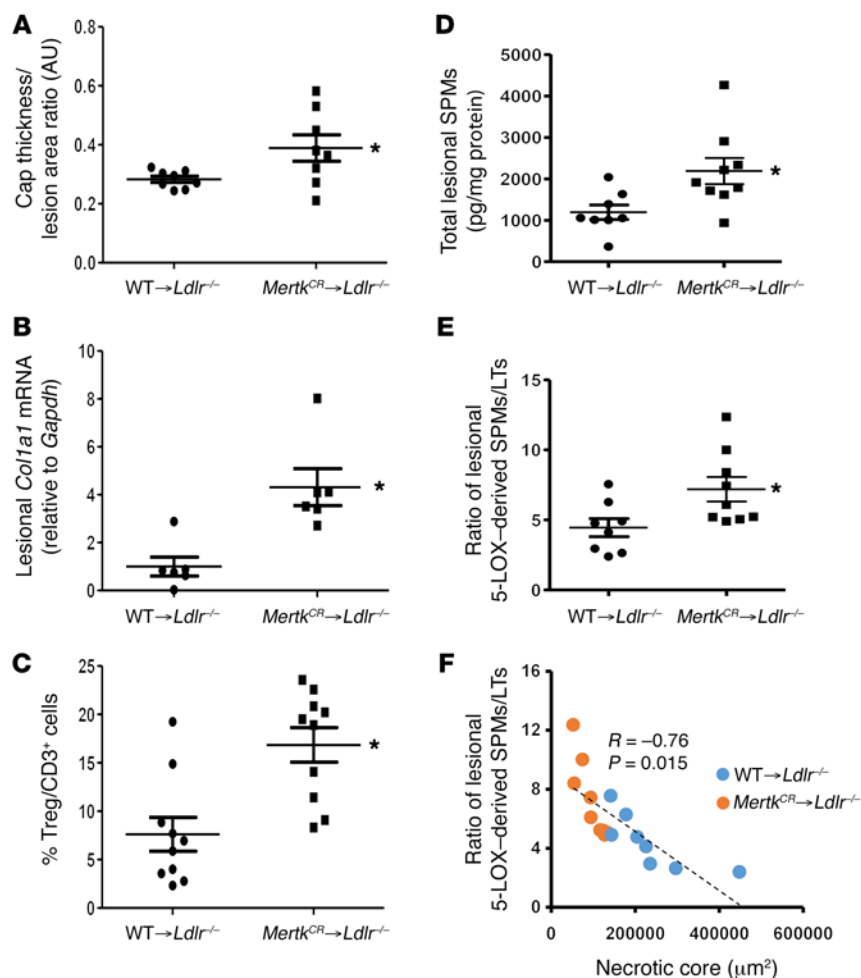 A
Cap thickness/
lesion area ratio (AU)
0.8
0.6
0.4
0.2
0.0
*
WT→Ldlr⁻/⁻
Mertkᶜᴿ→Ldlr⁻/⁻
B
Lesional Col1a1 mRNA
(relative to Gapdh)
10
8
6
4
2
0
*
WT→Ldlr⁻/⁻
Mertkᶜᴿ→Ldlr⁻/⁻
C
% Treg/CD3⁺ cells
25
20
15
10
5
0
*
WT→Ldlr⁻/⁻
Mertkᶜᴿ→Ldlr⁻/⁻
D
Total lesional SPMs
(pg/mg protein)
5000
4000
3000
2000
1000
0
*
WT→Ldlr⁻/⁻
Mertkᶜᴿ→Ldlr⁻/⁻
E
Ratio of lesional
5-LOX–derived SPMs/LTs
15
10
5
0
*
WT→Ldlr⁻/⁻
Mertkᶜᴿ→Ldlr⁻/⁻
F
Ratio of lesional
5-LOX–derived SPMs/LTs
16
12
8
4
0
R = −0.76
P = 0.015
WT→Ldlr⁻/⁻
Mertkᶜᴿ→Ldlr⁻/⁻
0 200000 400000 600000
Necrotic core (μm²)